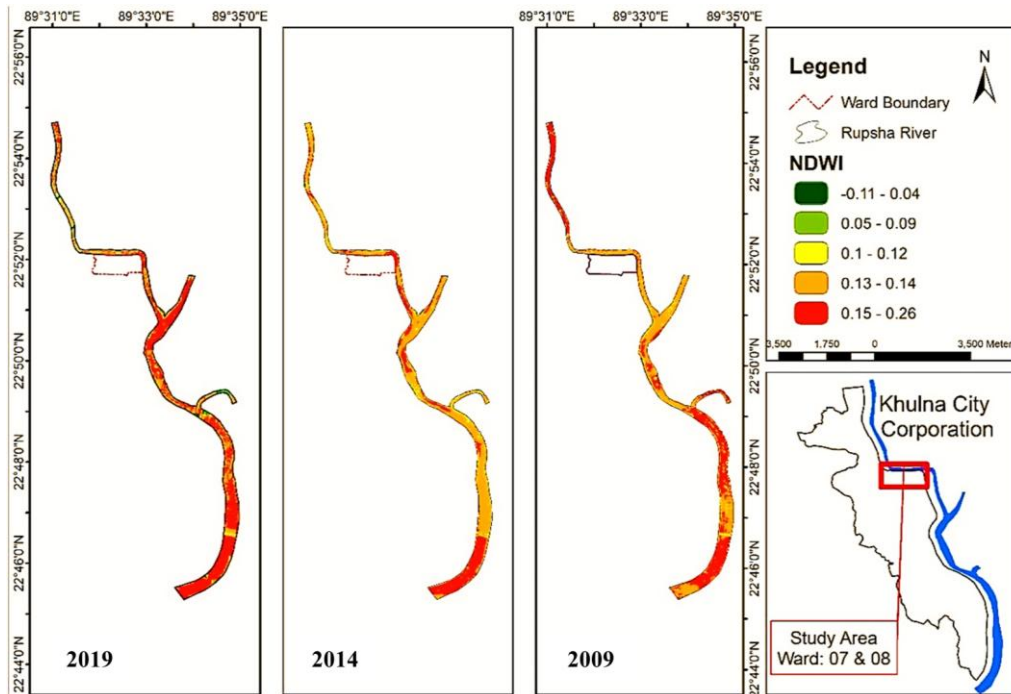 89°31'0"E 89°33'0"E 89°35'0"E
89°31'0"E 89°33'0"E 89°35'0"E
22°56'0"N
22°54'0"N
22°52'0"N
22°50'0"N
22°48'0"N
22°46'0"N
22°44'0"N
2019
2014
2009
22°56'0"N
22°54'0"N
22°52'0"N
22°50'0"N
22°48'0"N
22°46'0"N
22°44'0"N
Legend
N
Ward Boundary
Rupsha River
NDWI
-0.11 - 0.04
0.05 - 0.09
0.1 - 0.12
0.13 - 0.14
0.15 - 0.26
3,500 1,750 0 3,500 Meter
Khulna City
Corporation
Study Area
Ward: 07 & 08